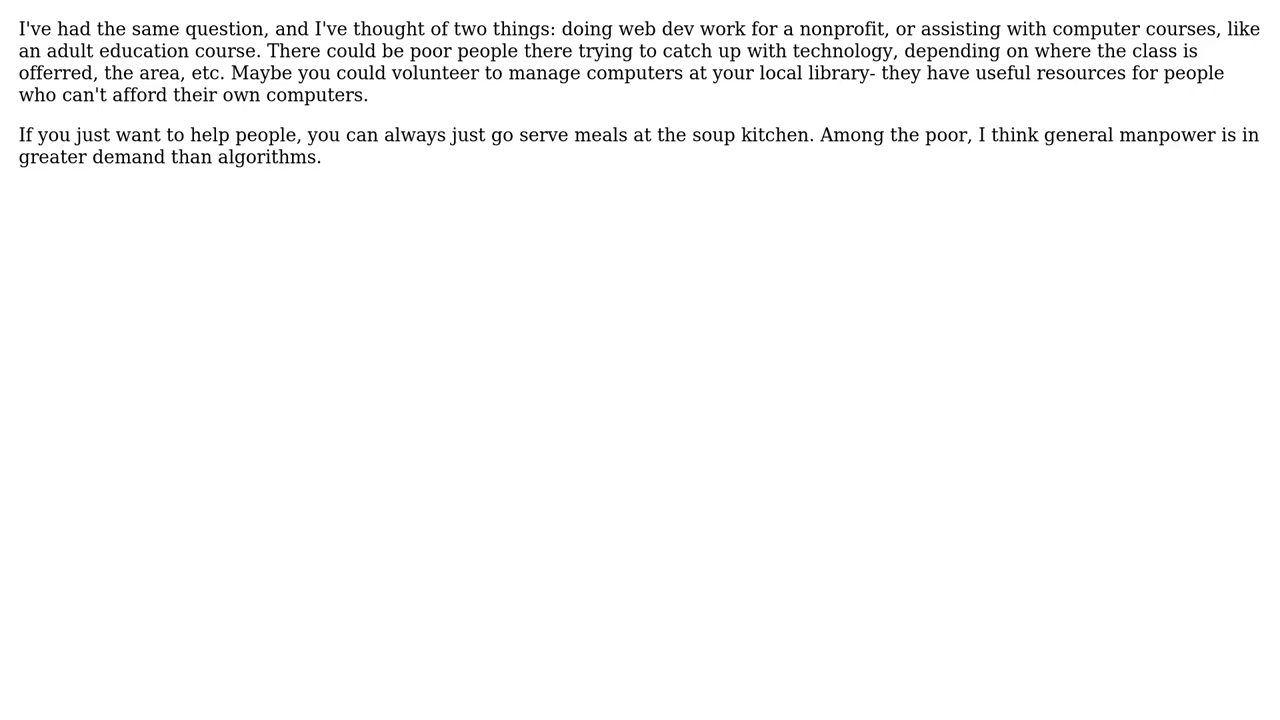 I've had the same question, and I've thought of two things: doing web dev work for a nonprofit, or assisting with computer courses, like
an adult education course. There could be poor people there trying to catch up with technology, depending on where the class is
offerred, the area, etc. Maybe you could volunteer to manage computers at your local library- they have useful resources for people
who can't afford their own computers.
If you just want to help people, you can always just go serve meals at the soup kitchen. Among the poor, I think general manpower is in
greater demand than algorithms.